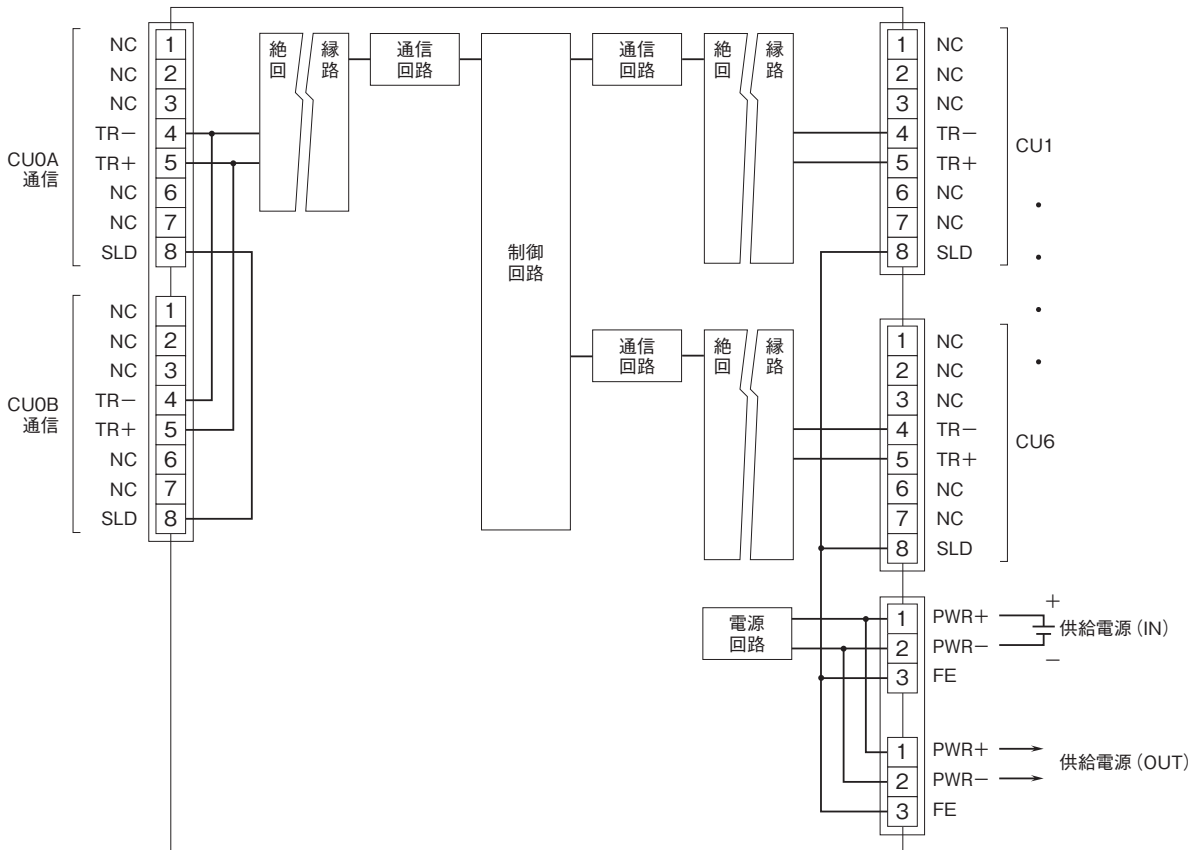 CU0A
通信
NC 1
NC 2
NC 3
TR− 4
TR+ 5
NC 6
NC 7
SLD 8
CU0B
通信
NC 1
NC 2
NC 3
TR− 4
TR+ 5
NC 6
NC 7
SLD 8
絶縁
回路
通信
回路
制御
回路
通信
回路
絶縁
回路
1 NC
2 NC
3 NC
4 TR−
5 TR+
6 NC
7 NC
8 SLD
CU1
・
・
・
・
通信
回路
絶縁
回路
1 NC
2 NC
3 NC
4 TR−
5 TR+
6 NC
7 NC
8 SLD
CU6
電源
回路
1 PWR+
2 PWR−
3 FE
+
−
供給電源(IN)
1 PWR+
2 PWR−
3 FE
供給電源(OUT)